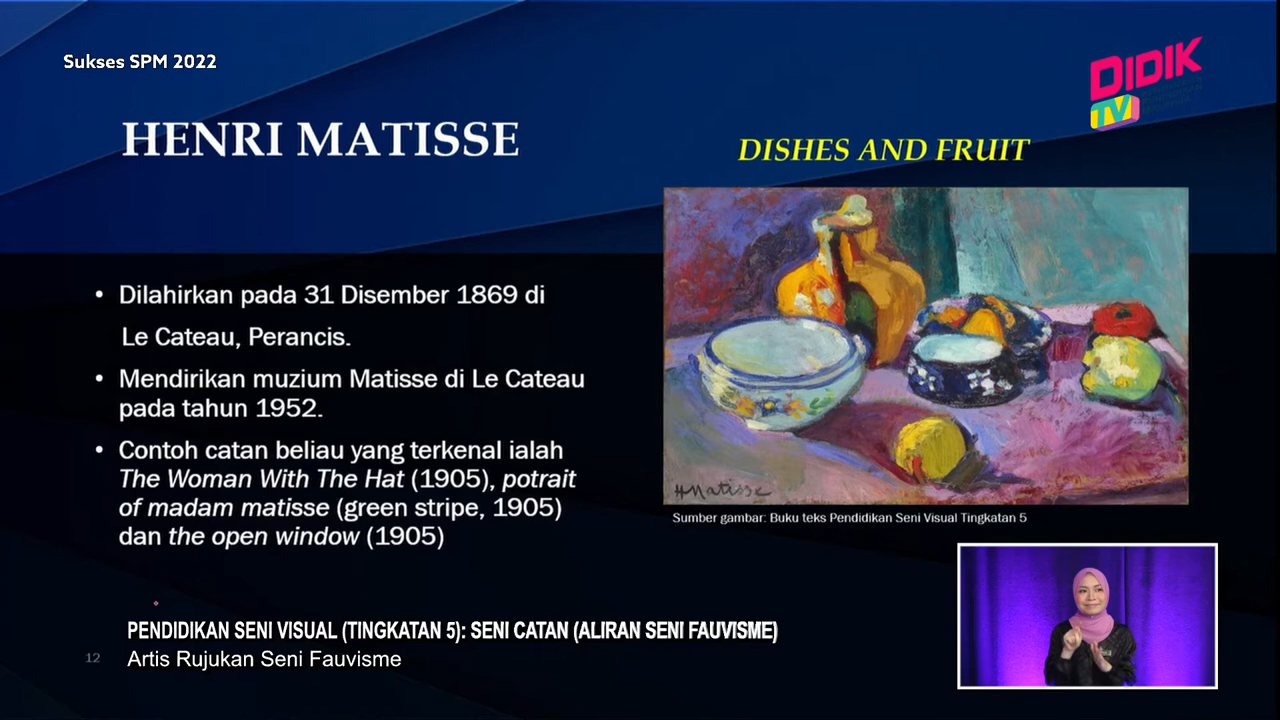 Sukses SPM 2022
DIDIK
TV
HENRI MATISSE
DISHES AND FRUIT
• Dilahirkan pada 31 Disember 1869 di
Le Cateau, Perancis.
• Mendirikan muzium Matisse di Le Cateau
pada tahun 1952.
• Contoh catan beliau yang terkenal ialah
The Woman With The Hat (1905), potrait
of madam matisse (green stripe, 1905)
dan the open window (1905)
H Matisse
Sumber gambar: Buku teks Pendidikan Seni Visual Tingkatan 5
PENDIDIKAN SENI VISUAL (TINGKATAN 5): SENI CATAN (ALIRAN SENI FAUVISME)
12
Artis Rujukan Seni Fauvisme